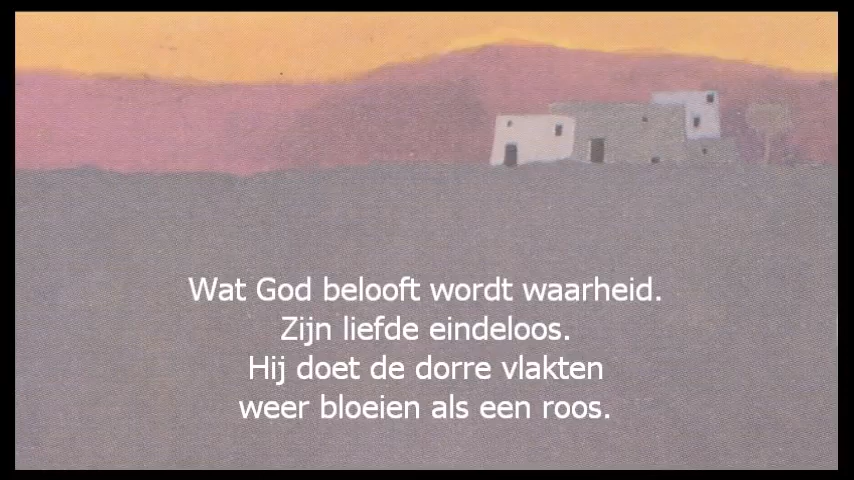 Wat God belooft wordt waarheid.
Zijn liefde eindeloos.
Hij doet de dorre vlakten
weer bloeien als een roos.